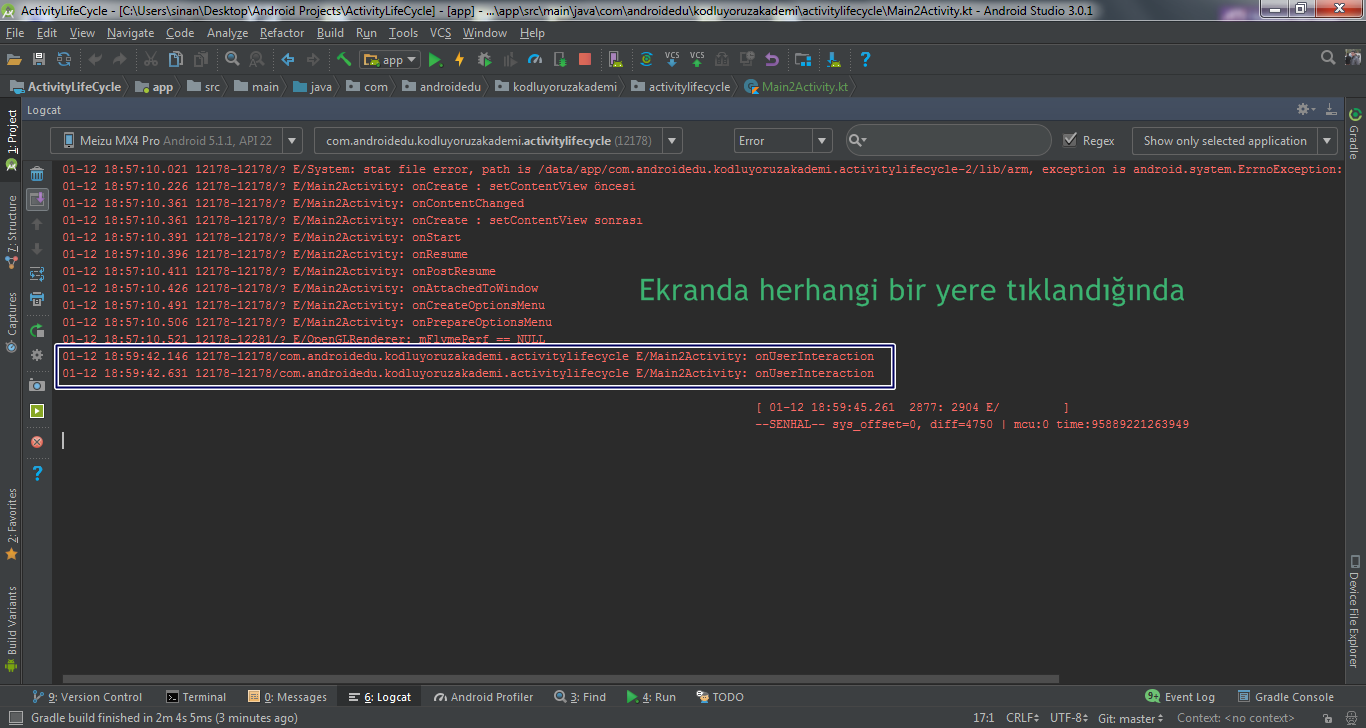 ActivityLifeCycle - [C:\Users\sinan\Desktop\Android Projects\ActivityLifeCycle] - [app] - ...\app\src\main\java\com\androidedu\kodluyoruzakademi\activitylifecycle\Main2Activity.kt - Android Studio 3.0.1
File Edit View Navigate Code Analyze Refactor Build Run Tools VCS Window Help
app VCS VCS ?
ActivityLifeCycle app src main java com androidedu kodluyoruzakademi activitylifecycle Main2Activity.kt
Logcat
Meizu MX4 Pro Android 5.1.1, API 22 com.androidedu.kodluyoruzakademi.activitylifecycle (12178) Error Regex Show only selected application
01-12 18:57:10.021 12178-12178/? E/System: stat file error, path is /data/app/com.androidedu.kodluyoruzakademi.activitylifecycle-2/lib/arm, exception is android.system.ErrnoException:
01-12 18:57:10.226 12178-12178/? E/Main2Activity: onCreate : setContentView öncesi
01-12 18:57:10.361 12178-12178/? E/Main2Activity: onContentChanged
01-12 18:57:10.361 12178-12178/? E/Main2Activity: onCreate : setContentView sonrası
01-12 18:57:10.391 12178-12178/? E/Main2Activity: onStart
01-12 18:57:10.396 12178-12178/? E/Main2Activity: onResume
01-12 18:57:10.411 12178-12178/? E/Main2Activity: onPostResume
01-12 18:57:10.426 12178-12178/? E/Main2Activity: onAttachedToWindow
01-12 18:57:10.491 12178-12178/? E/Main2Activity: onCreateOptionsMenu
01-12 18:57:10.506 12178-12178/? E/Main2Activity: onPrepareOptionsMenu
01-12 18:57:10.521 12178-12281/? E/OpenGLRenderer: mFlymePerf == NULL
Ekranda herhangi bir yere tıklandığında
01-12 18:59:42.146 12178-12178/com.androidedu.kodluyoruzakademi.activitylifecycle E/Main2Activity: onUserInteraction
01-12 18:59:42.631 12178-12178/com.androidedu.kodluyoruzakademi.activitylifecycle E/Main2Activity: onUserInteraction
[ 01-12 18:59:45.261 2877: 2904 E/ ]
--SENHAL-- sys_offset=0, diff=4750 | mcu:0 time:95889221263949
1: Project
7: Structure
Captures
2: Favorites
Build Variants
?
Gradle
Device File Explorer
9: Version Control Terminal 0: Messages 6: Logcat Android Profiler 3: Find 4: Run TODO 9+ Event Log Gradle Console
Gradle build finished in 2m 4s 5ms (3 minutes ago) 17:1 CRLF UTF-8 Git: master Context: <no context>